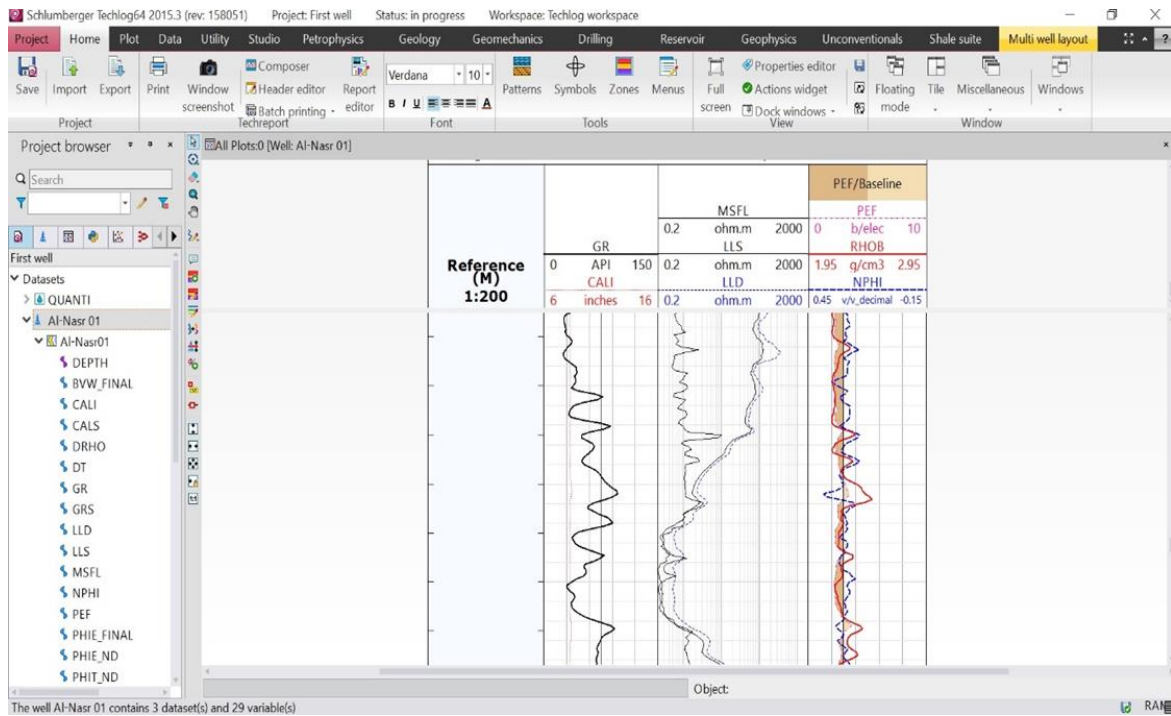 Schlumberger Techlog64 2015.3 (rev: 158051) Project: First well Status: in progress Workspace: Techlog workspace
Project Home Plot Data Utility Studio Petrophysics Geology Geomechanics Drilling Reservoir Geophysics Unconventionals Shale suite Multi well layout ?
Save Import Export Print Window screenshot Composer Header editor Batch printing Report editor Verdana 10 B I U A Patterns Symbols Zones Menus Full screen Properties editor Actions widget Dock windows Floating mode Tile Miscellaneous Windows
Project Techreport Font Tools View Window
Project browser
All Plots:0 [Well: Al-Nasr 01]
Search
First well
Datasets
QUANTI
Al-Nasr 01
Al-Nasr01
DEPTH
BVW_FINAL
CALI
CALS
DRHO
DT
GR
GRS
LLD
LLS
MSFL
NPHI
PEF
PHIE_FINAL
PHIE_ND
PHIT_ND
PEF/Baseline
MSFL PEF
0.2 ohm.m 2000 0 b/elec 10
GR LLS RHOB
Reference
(M)
1:200
0 API 150 0.2 ohm.m 2000 1.95 g/cm3 2.95
CALI LLD NPHI
6 inches 16 0.2 ohm.m 2000 0.45 v/v_decimal -0.15
Object:
The well Al-Nasr 01 contains 3 dataset(s) and 29 variable(s)